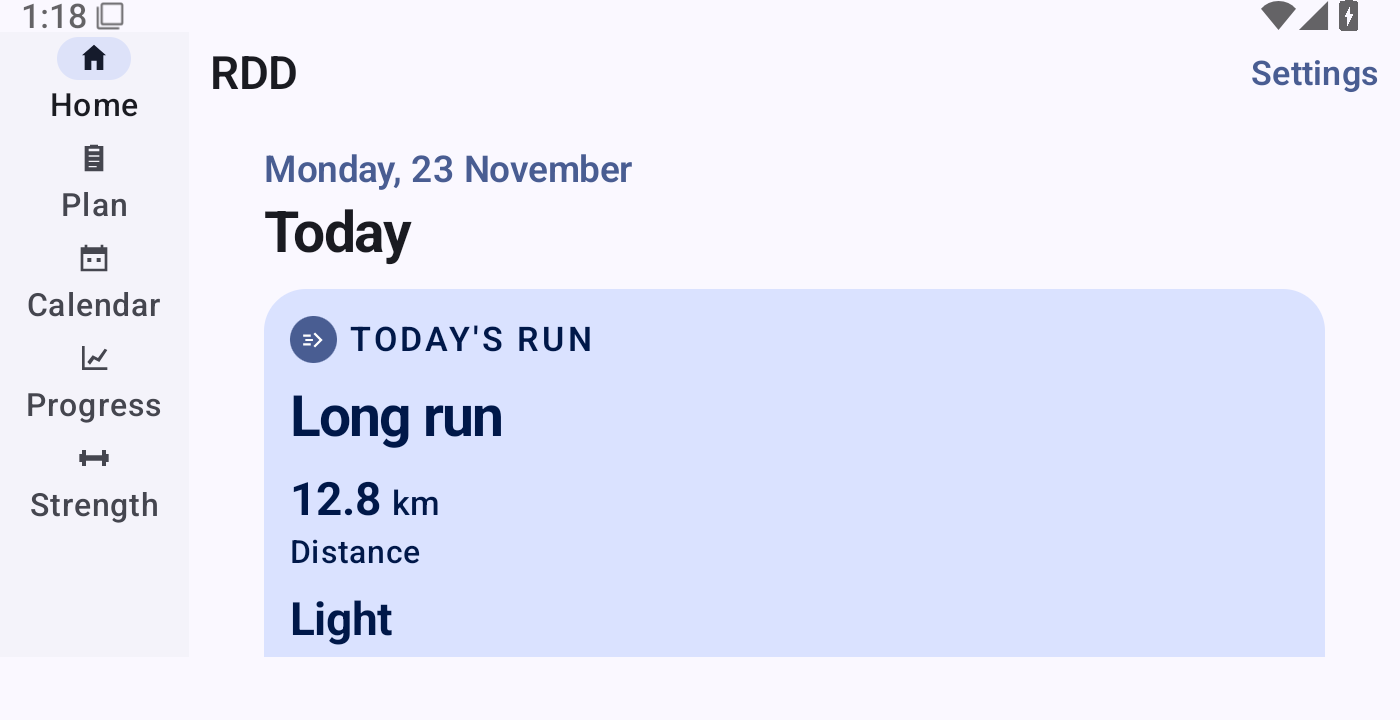 1:18
Home
Plan
Calendar
Progress
Strength
RDD
Settings
Monday, 23 November
Today
TODAY'S RUN
Long run
12.8 km
Distance
Light